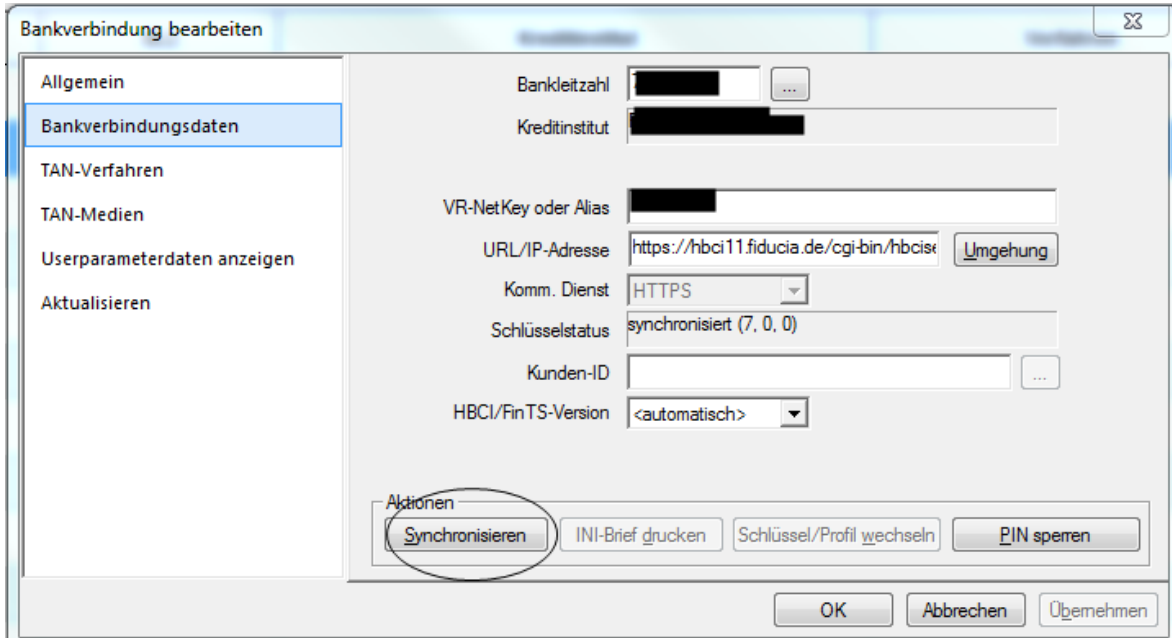 Bankverbindung bearbeiten
Allgemein
Bankverbindungsdaten
TAN-Verfahren
TAN-Medien
Userparameterdaten anzeigen
Aktualisieren
Bankleitzahl ...
Kreditinstitut
VR-NetKey oder Alias
URL/IP-Adresse https://hbci11.fiducia.de/cgi-bin/hbcise Umgehung
Komm. Dienst HTTPS
Schlüsselstatus synchronisiert (7, 0, 0)
Kunden-ID ...
HBCI/FinTS-Version <automatisch>
Aktionen
Synchronisieren INI-Brief drucken Schlüssel/Profil wechseln PIN sperren
OK Abbrechen Übernehmen